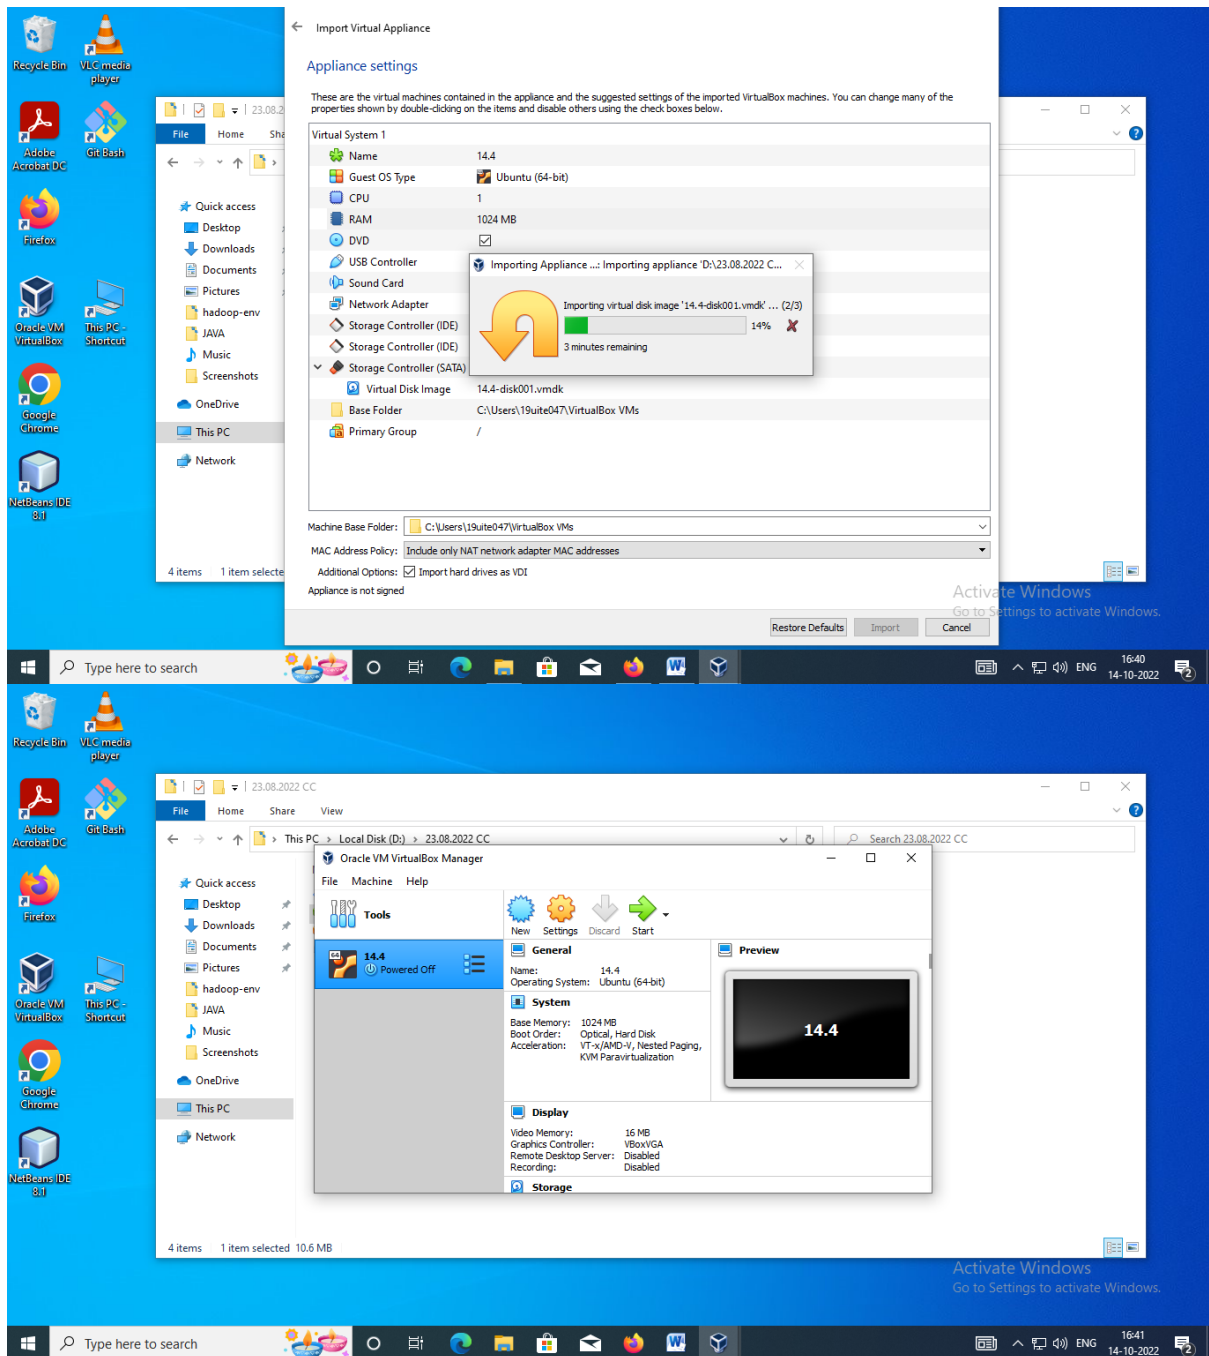 Recycle Bin
VLC media player
Adobe Acrobat DC
Git Bash
Firefox
Oracle VM VirtualBox
This PC - Shortcut
Google Chrome
NetBeans IDE 8.1
23.08.2
File Home Sha
Quick access
Desktop
Downloads
Documents
Pictures
hadoop-env
JAVA
Music
Screenshots
OneDrive
This PC
Network
4 items 1 item selecte
Import Virtual Appliance
Appliance settings
These are the virtual machines contained in the appliance and the suggested settings of the imported VirtualBox machines. You can change many of the
properties shown by double-clicking on the items and disable others using the check boxes below.
Virtual System 1
Name 14.4
Guest OS Type Ubuntu (64-bit)
CPU 1
RAM 1024 MB
DVD
USB Controller
Sound Card
Network Adapter
Storage Controller (IDE)
Storage Controller (IDE)
Storage Controller (SATA)
Virtual Disk Image 14.4-disk001.vmdk
Base Folder C:\Users\19uite047\VirtualBox VMs
Primary Group /
Importing Appliance ...: Importing appliance 'D:\23.08.2022 C...
Importing virtual disk image '14.4-disk001.vmdk' ... (2/3)
14%
3 minutes remaining
Machine Base Folder: C:\Users\19uite047\VirtualBox VMs
MAC Address Policy: Include only NAT network adapter MAC addresses
Additional Options: Import hard drives as VDI
Appliance is not signed
Restore Defaults Import Cancel
Activate Windows
Go to Settings to activate Windows.
Type here to search
ENG 16:40
14-10-2022
2
Recycle Bin
VLC media player
Adobe Acrobat DC
Git Bash
Firefox
Oracle VM VirtualBox
This PC - Shortcut
Google Chrome
NetBeans IDE 8.1
23.08.2022 CC
File Home Share View
This PC > Local Disk (D:) > 23.08.2022 CC
Search 23.08.2022 CC
Quick access
Desktop
Downloads
Documents
Pictures
hadoop-env
JAVA
Music
Screenshots
OneDrive
This PC
Network
4 items 1 item selected 10.6 MB
Oracle VM VirtualBox Manager
File Machine Help
Tools
New Settings Discard Start
64 14.4
Powered Off
General
Name: 14.4
Operating System: Ubuntu (64-bit)
System
Base Memory: 1024 MB
Boot Order: Optical, Hard Disk
Acceleration: VT-x/AMD-V, Nested Paging,
KVM Paravirtualization
Preview
14.4
Display
Video Memory: 16 MB
Graphics Controller: VBoxVGA
Remote Desktop Server: Disabled
Recording: Disabled
Storage
Activate Windows
Go to Settings to activate Windows.
Type here to search
ENG 16:41
14-10-2022
2